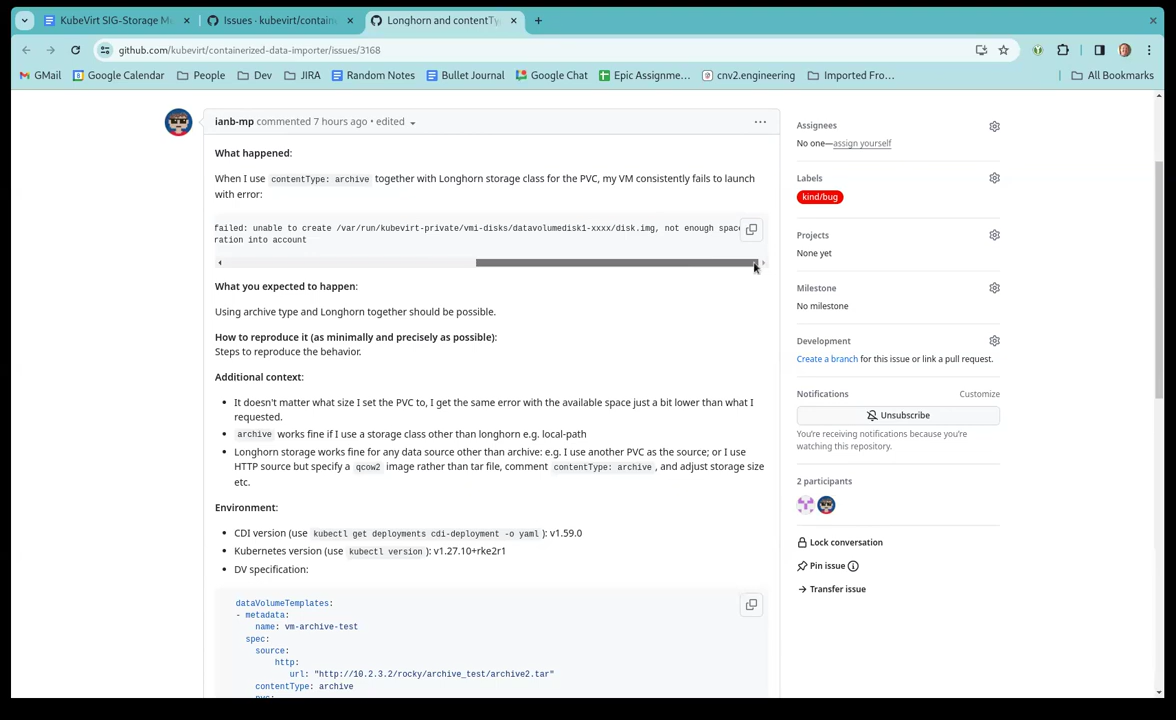 KubeVirt SIG-Storage M
Issues · kubevirt/contain
Longhorn and contentTy
github.com/kubevirt/containerized-data-importer/issues/3168
GMail
Google Calendar
People
Dev
JIRA
Random Notes
Bullet Journal
Google Chat
Epic Assignme…
cnv2.engineering
Imported Fro…
All Bookmarks
ianb-mp commented 7 hours ago • edited
What happened:
When I use contentType: archive together with Longhorn storage class for the PVC, my VM consistently fails to launch
with error:
failed: unable to create /var/run/kubevirt-private/vmi-disks/datavolumedisk1-xxxx/disk.img, not enough space
ration into account
What you expected to happen:
Using archive type and Longhorn together should be possible.
How to reproduce it (as minimally and precisely as possible):
Steps to reproduce the behavior.
Additional context:
• It doesn't matter what size I set the PVC to, I get the same error with the available space just a bit lower than what I
requested.
• archive works fine if I use a storage class other than longhorn e.g. local-path
• Longhorn storage works fine for any data source other than archive: e.g. I use another PVC as the source; or I use
HTTP source but specify a qcow2 image rather than tar file, comment contentType: archive , and adjust storage size
etc.
Environment:
• CDI version (use kubectl get deployments cdi-deployment -o yaml ): v1.59.0
• Kubernetes version (use kubectl version ): v1.27.10+rke2r1
• DV specification:
dataVolumeTemplates:
- metadata:
name: vm-archive-test
spec:
source:
http:
url: "http://10.2.3.2/rocky/archive_test/archive2.tar"
contentType: archive
Assignees
No one—assign yourself
Labels
kind/bug
Projects
None yet
Milestone
No milestone
Development
Create a branch for this issue or link a pull request.
Notifications
Customize
Unsubscribe
You're receiving notifications because you're
watching this repository.
2 participants
Lock conversation
Pin issue
Transfer issue